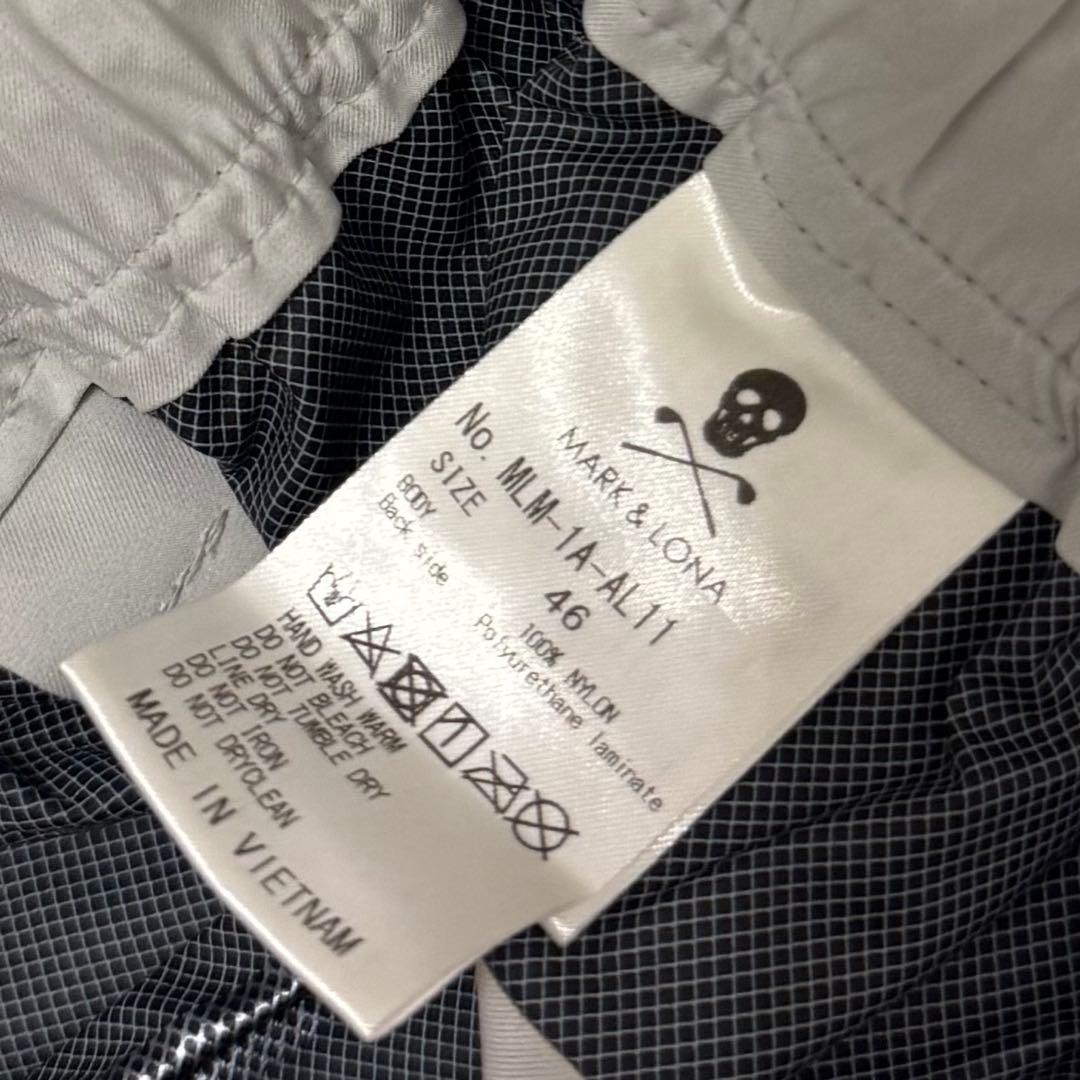 MARK & LONA
No. MLM-1A-AL11
SIZE 46
BODY 100% NYLON
Back side Polyurethane laminate
HAND WASH WARM
DO NOT BLEACH
DO NOT TUMBLE DRY
LINE DRY
DO NOT IRON
DO NOT DRYCLEAN
MADE IN VIETNAM